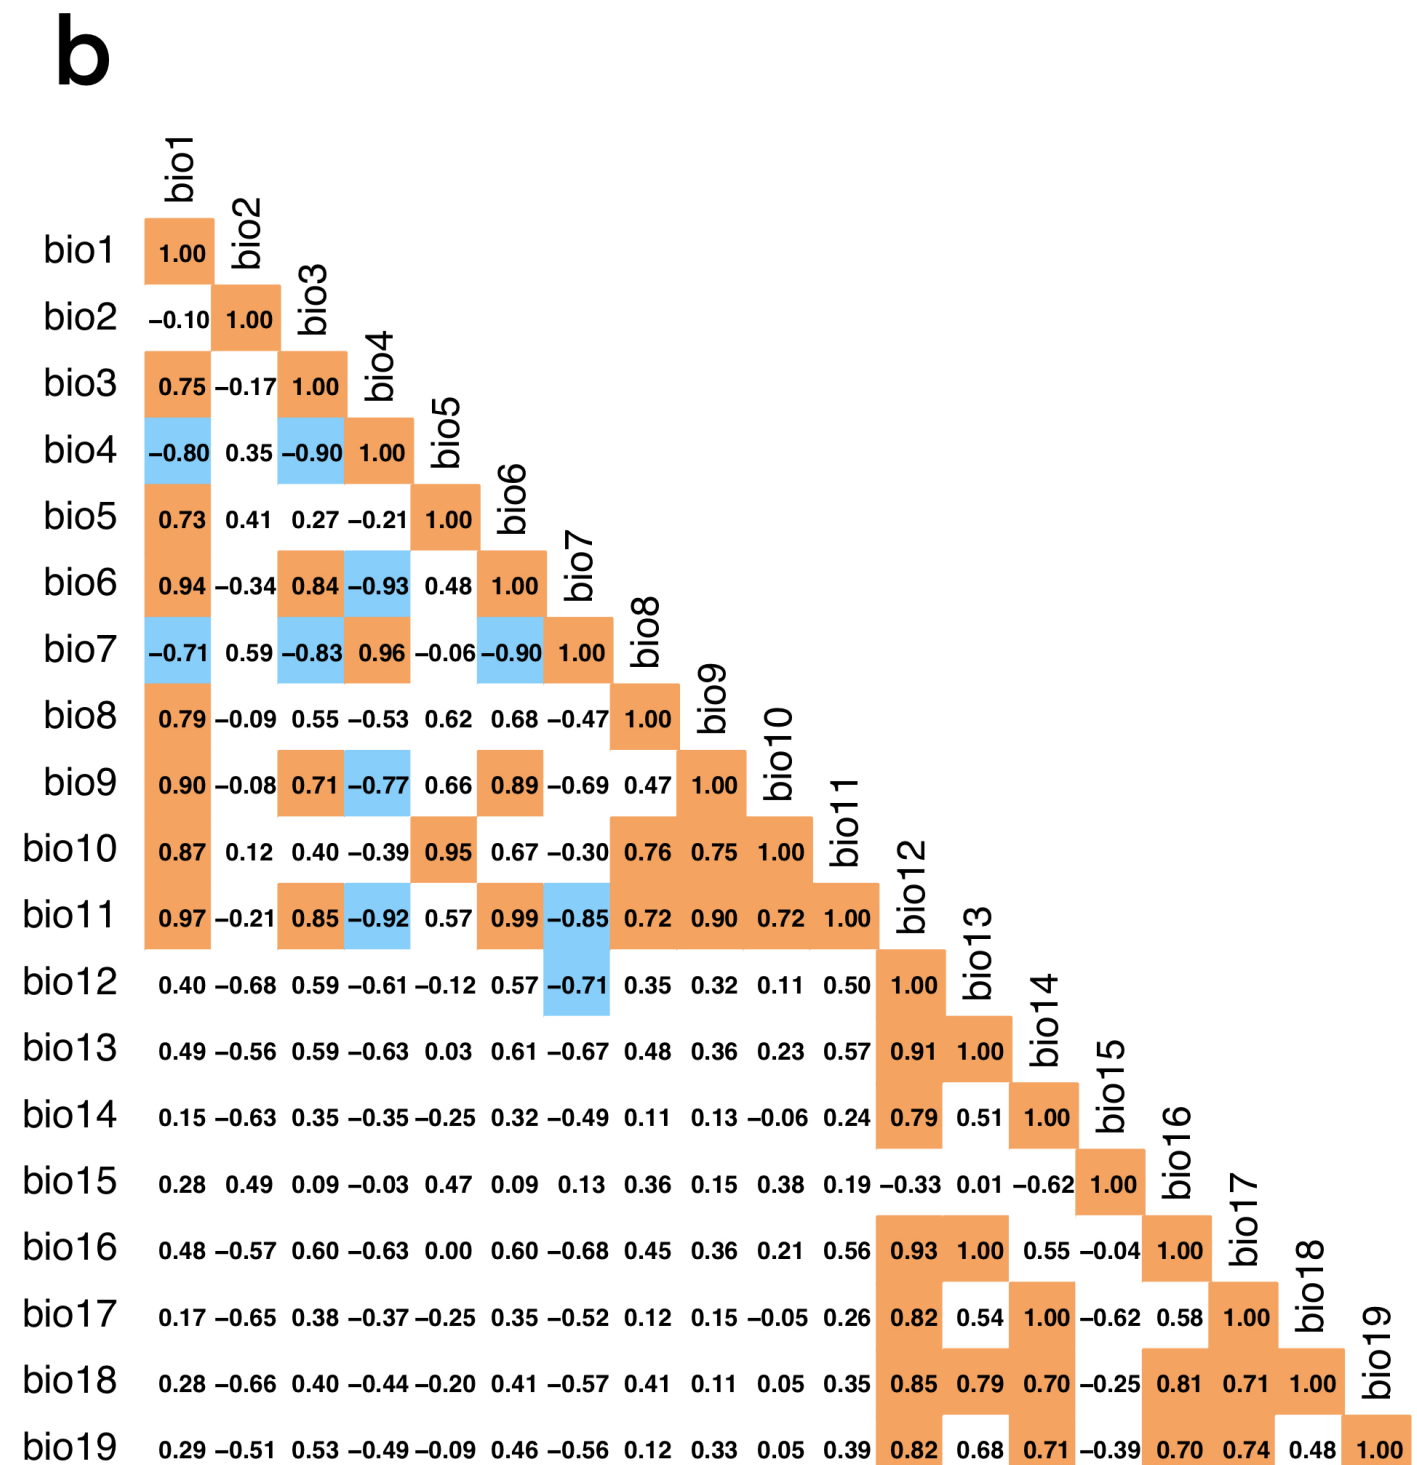 b
bio1
bio1 1.00 bio2
bio2 −0.10 1.00 bio3
bio3 0.75 −0.17 1.00 bio4
bio4 −0.80 0.35 −0.90 1.00 bio5
bio5 0.73 0.41 0.27 −0.21 1.00 bio6
bio6 0.94 −0.34 0.84 −0.93 0.48 1.00 bio7
bio7 −0.71 0.59 −0.83 0.96 −0.06 −0.90 1.00 bio8
bio8 0.79 −0.09 0.55 −0.53 0.62 0.68 −0.47 1.00 bio9
bio9 0.90 −0.08 0.71 −0.77 0.66 0.89 −0.69 0.47 1.00 bio10
bio10 0.87 0.12 0.40 −0.39 0.95 0.67 −0.30 0.76 0.75 1.00 bio11
bio11 0.97 −0.21 0.85 −0.92 0.57 0.99 −0.85 0.72 0.90 0.72 1.00 bio12
bio12 0.40 −0.68 0.59 −0.61 −0.12 0.57 −0.71 0.35 0.32 0.11 0.50 1.00 bio13
bio13 0.49 −0.56 0.59 −0.63 0.03 0.61 −0.67 0.48 0.36 0.23 0.57 0.91 1.00 bio14
bio14 0.15 −0.63 0.35 −0.35 −0.25 0.32 −0.49 0.11 0.13 −0.06 0.24 0.79 0.51 1.00 bio15
bio15 0.28 0.49 0.09 −0.03 0.47 0.09 0.13 0.36 0.15 0.38 0.19 −0.33 0.01 −0.62 1.00 bio16
bio16 0.48 −0.57 0.60 −0.63 0.00 0.60 −0.68 0.45 0.36 0.21 0.56 0.93 1.00 0.55 −0.04 1.00 bio17
bio17 0.17 −0.65 0.38 −0.37 −0.25 0.35 −0.52 0.12 0.15 −0.05 0.26 0.82 0.54 1.00 −0.62 0.58 1.00 bio18
bio18 0.28 −0.66 0.40 −0.44 −0.20 0.41 −0.57 0.41 0.11 0.05 0.35 0.85 0.79 0.70 −0.25 0.81 0.71 1.00 bio19
bio19 0.29 −0.51 0.53 −0.49 −0.09 0.46 −0.56 0.12 0.33 0.05 0.39 0.82 0.68 0.71 −0.39 0.70 0.74 0.48 1.00